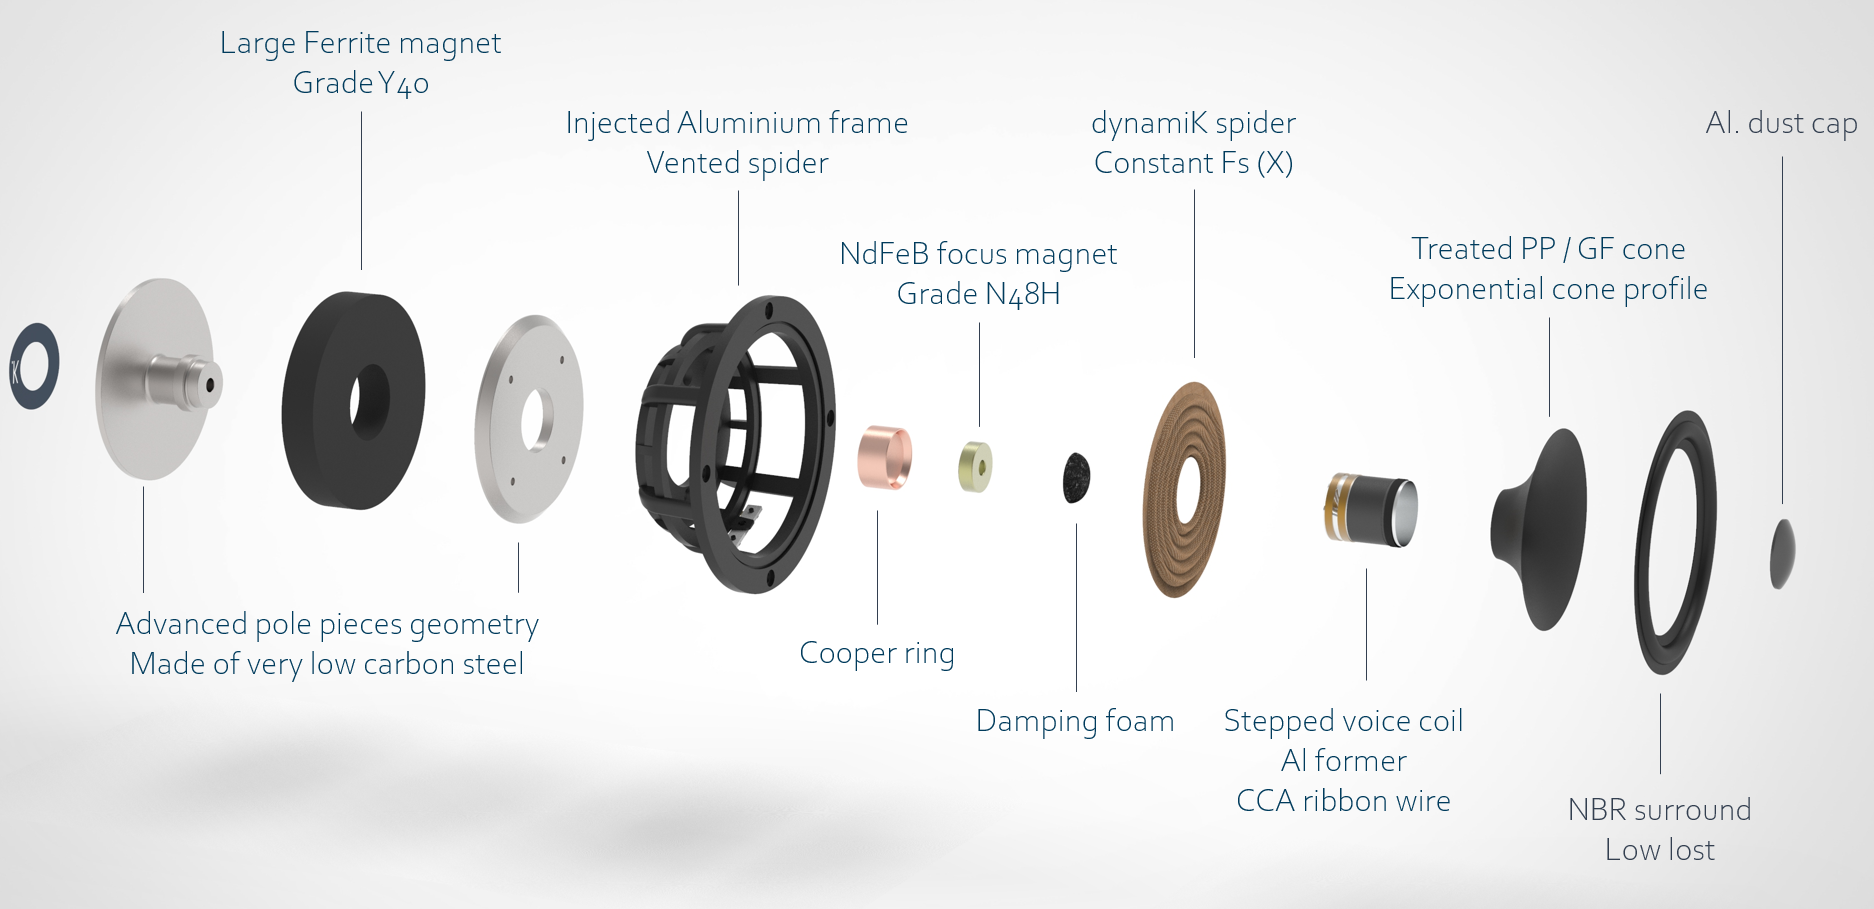 Large Ferrite magnet
Grade Y40
Injected Aluminium frame
Vented spider
dynamiK spider
Constant Fs (X)
Al. dust cap
NdFeB focus magnet
Grade N48H
Treated PP / GF cone
Exponential cone profile
K
Advanced pole pieces geometry
Made of very low carbon steel
Cooper ring
Damping foam
Stepped voice coil
Al former
CCA ribbon wire
NBR surround
Low lost